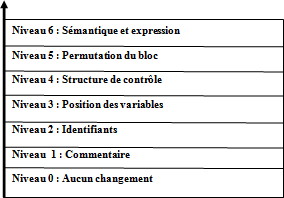 Niveau 6 : Sémantique et expression
Niveau 5 : Permutation du bloc
Niveau 4 : Structure de contrôle
Niveau 3 : Position des variables
Niveau 2 : Identifiants
Niveau 1 : Commentaire
Niveau 0 : Aucun changement